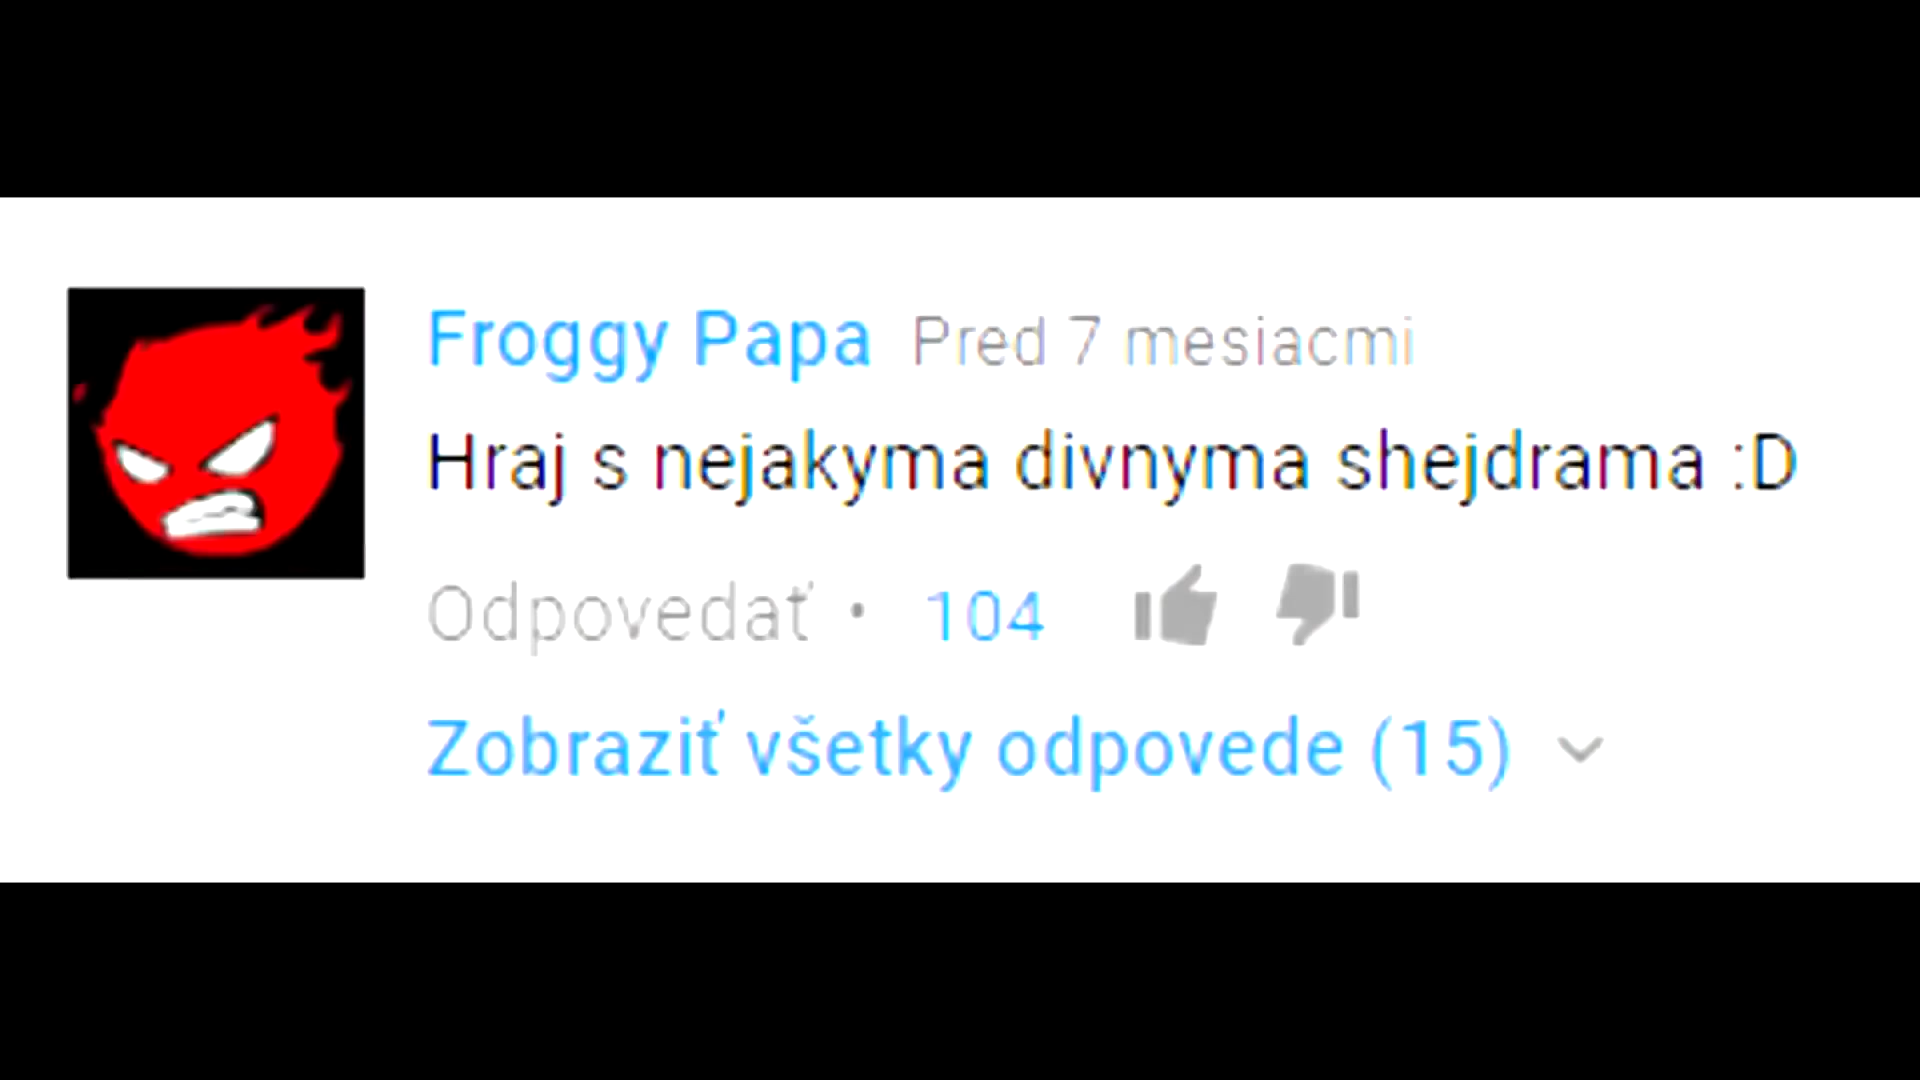 Froggy Papa Pred 7 mesiacmi
Hraj s nejakyma divnyma shejdrama :D
Odpovedať • 104
Zobraziť všetky odpovede (15)